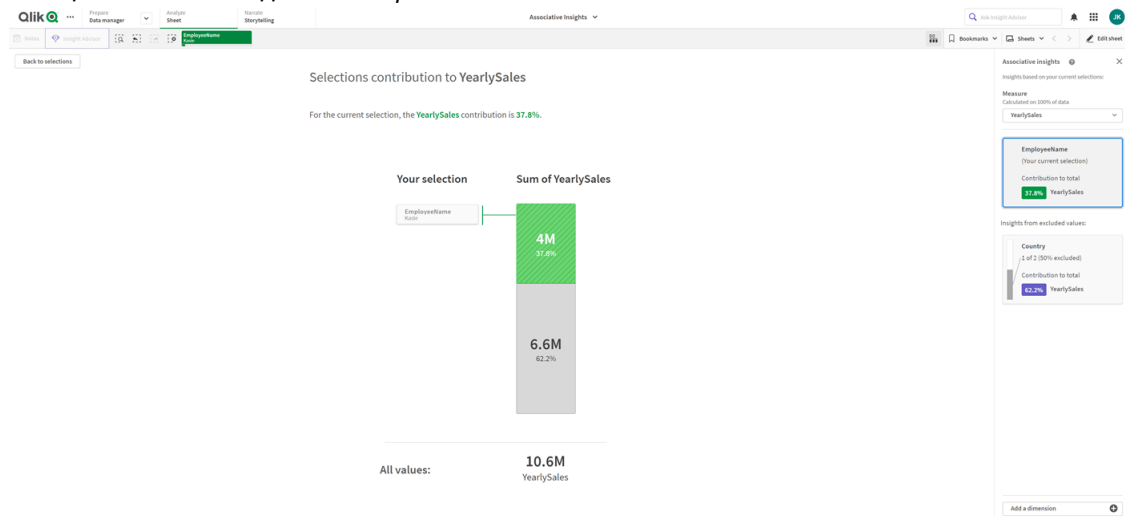 Qlik
Prepare
Data manager
Analyze
Sheet
Narrate
Storytelling
Associative Insights
Ask Insight Advisor
JK
Notes
Insight Advisor
EmployeeName
Kasie
Bookmarks
Sheets
Edit sheet
Back to selections
Selections contribution to YearlySales
For the current selection, the YearlySales contribution is 37.8%.
Your selection
Sum of YearlySales
EmployeeName
Kasie
4M
37.8%
6.6M
62.2%
All values:
10.6M
YearlySales
Associative insights
Insights based on your current selections:
Measure
Calculated on 100% of data
YearlySales
EmployeeName
(Your current selection)
Contribution to total
37.8% YearlySales
Insights from excluded values:
Country
1 of 2 (50% excluded)
Contribution to total
62.2% YearlySales
Add a dimension